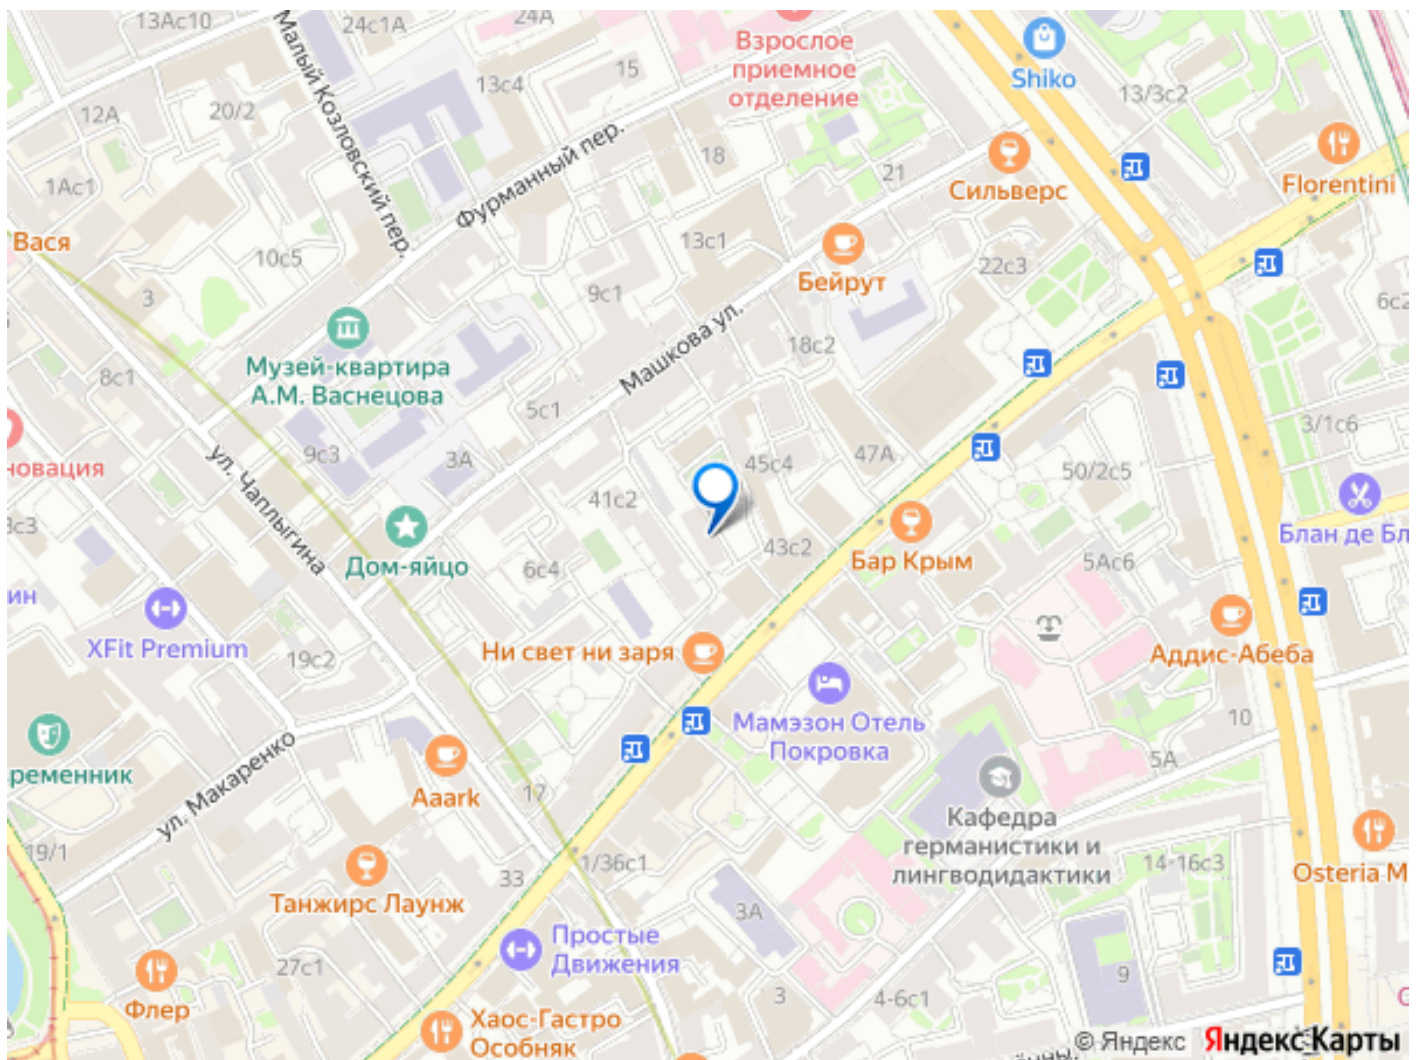 13Ас10
24с1А
24А
Взрослое
приемное
отделение
Shiko
13/3с2
Малый Козловский пер.
15
13с4
20/2
12А
18
21
Сильверс
Florentini
1Ас1
Фурманный пер.
Вася
10с5
13с1
Бейрут
22с3
3
9с1
6с2
Музей-квартира
А.М. Васнецова
Машкова ул.
18с2
8с1
5с1
3/1с6
новация
9с3
3А
45с4
47А
50/2с5
ул. Чаплыгина
41с2
Блан де Бл
3с3
Дом-яйцо
6с4
43с2
Бар Крым
5Ас6
ин
XFit Premium
19с2
Ни свет ни заря
Аддис-Абеба
Мамэзон Отель
Покровка
10
временник
ул. Макаренко
Aaark
17
5А
Кафедра
германистики и
лингводидактики
19/1
1/36с1
33
14-16с3
Osteria M
Танжирс Лаунж
3А
Простые
Движения
27с1
9
Флер
3
4-6с1
Хаос-Гастро
Особняк
© Яндекс Яндекс Карты